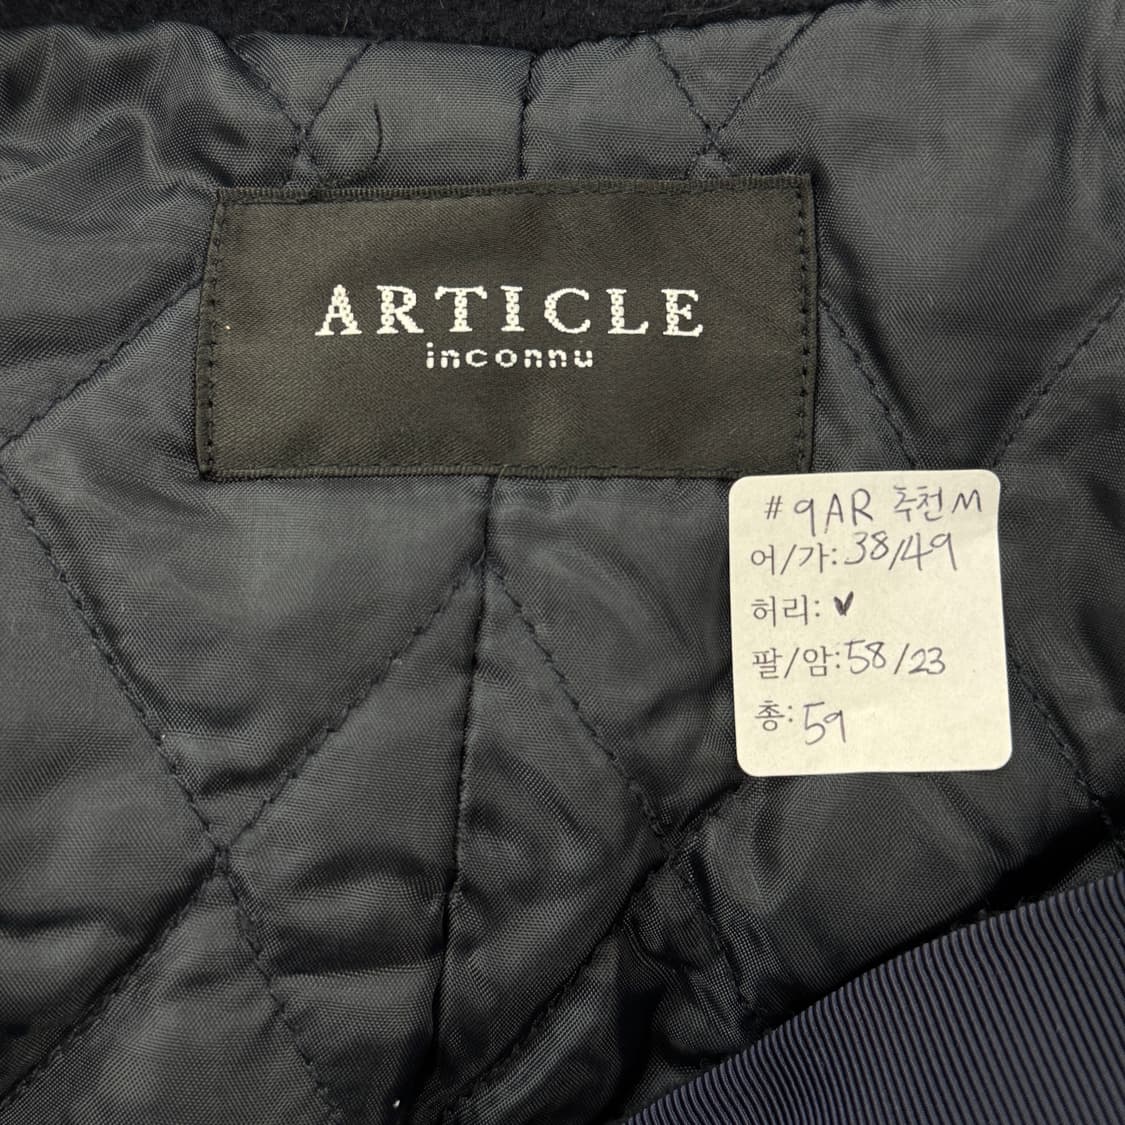 ARTICLE
inconnu
#9AR 추천M
어/가:38/49
허리:♥
팔/암:58/23
총:59